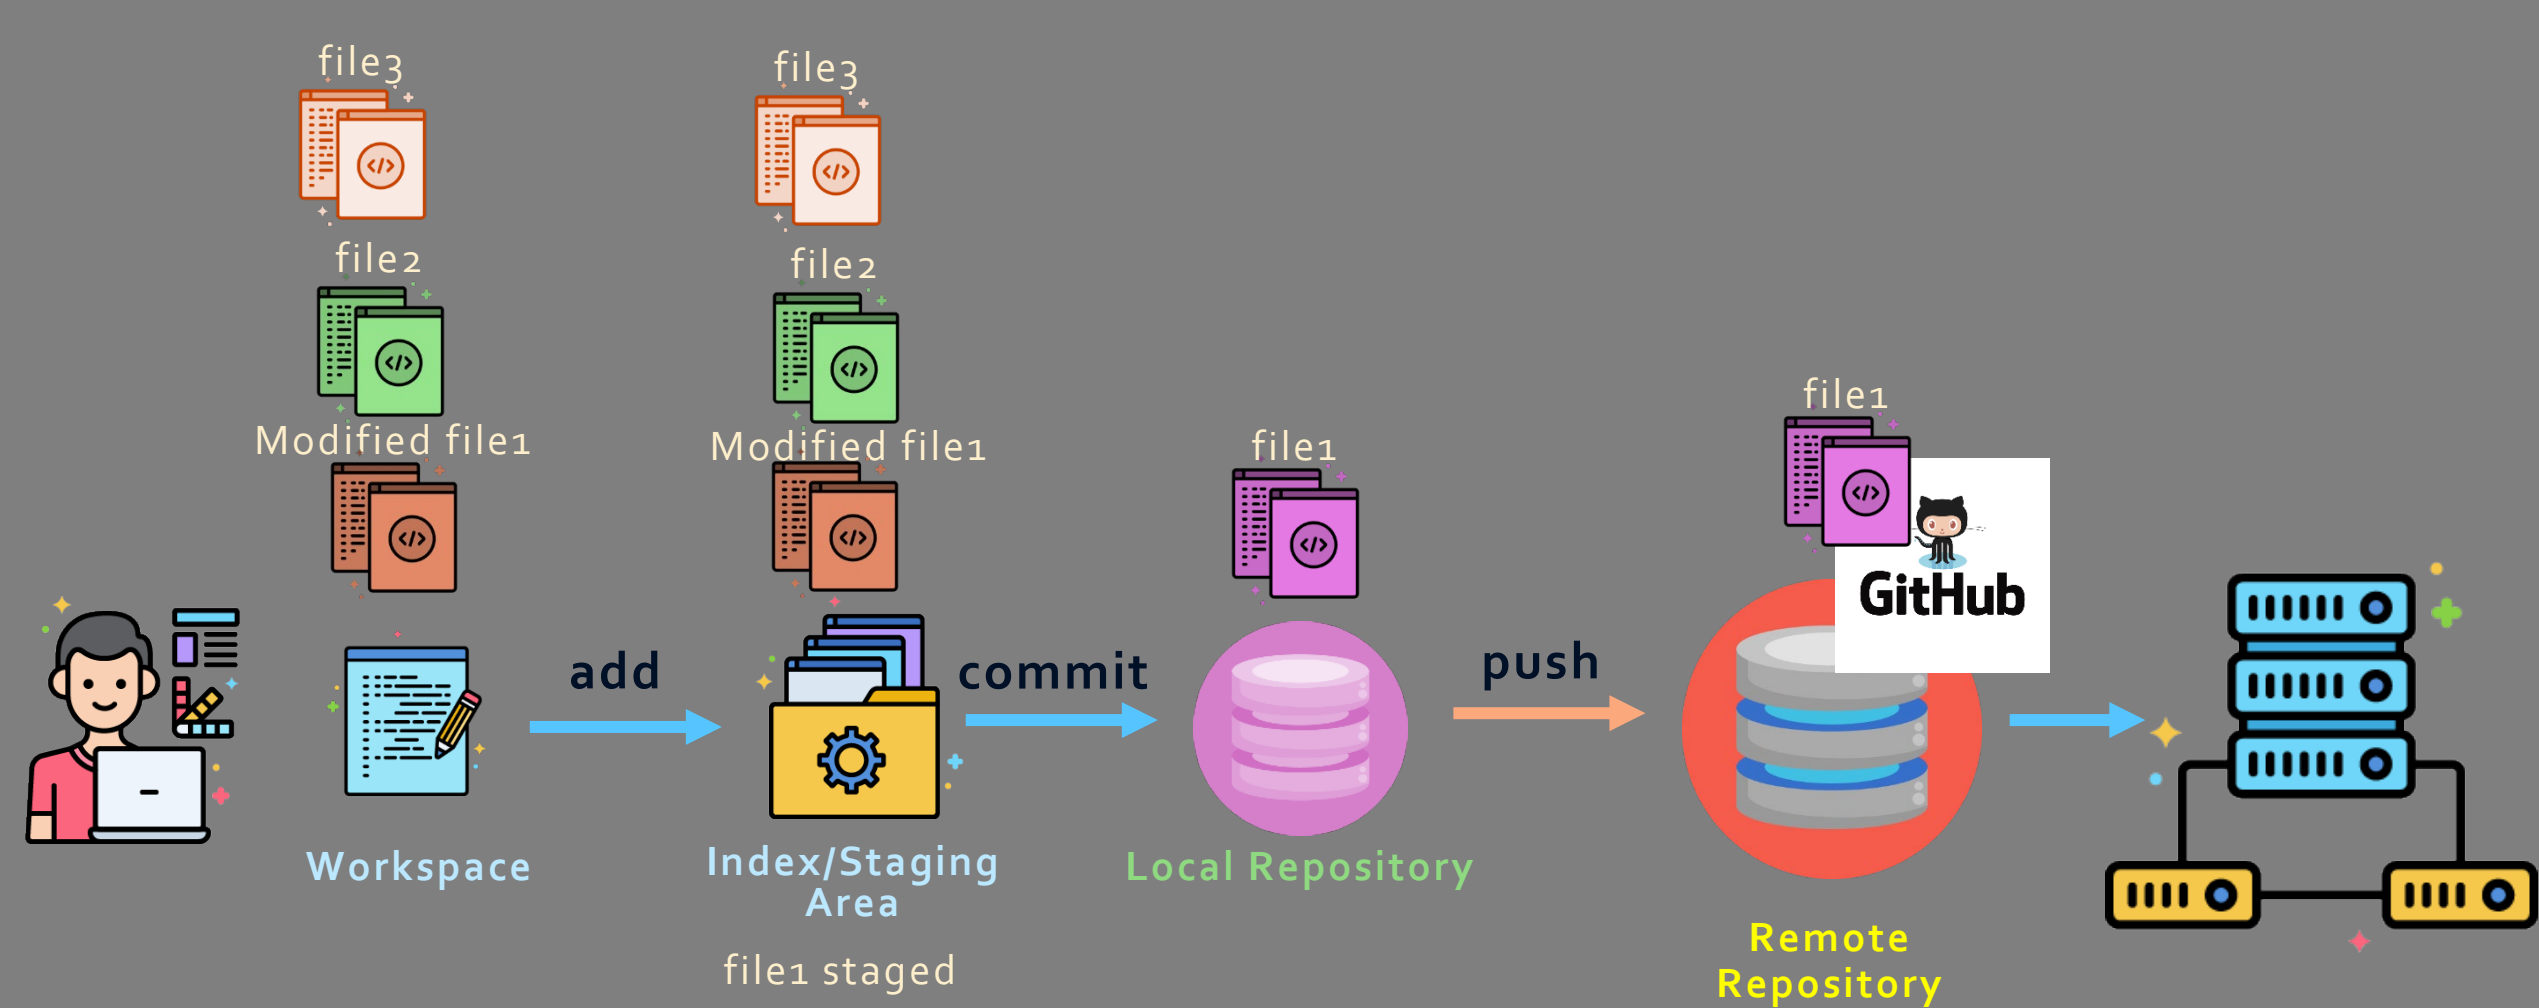 file3
file3
file2
file2
Modified file1
Modified file1
file1
file1
GitHub
add
commit
push
Workspace
Index/Staging
Area
Local Repository
Remote
Repository
file1 staged